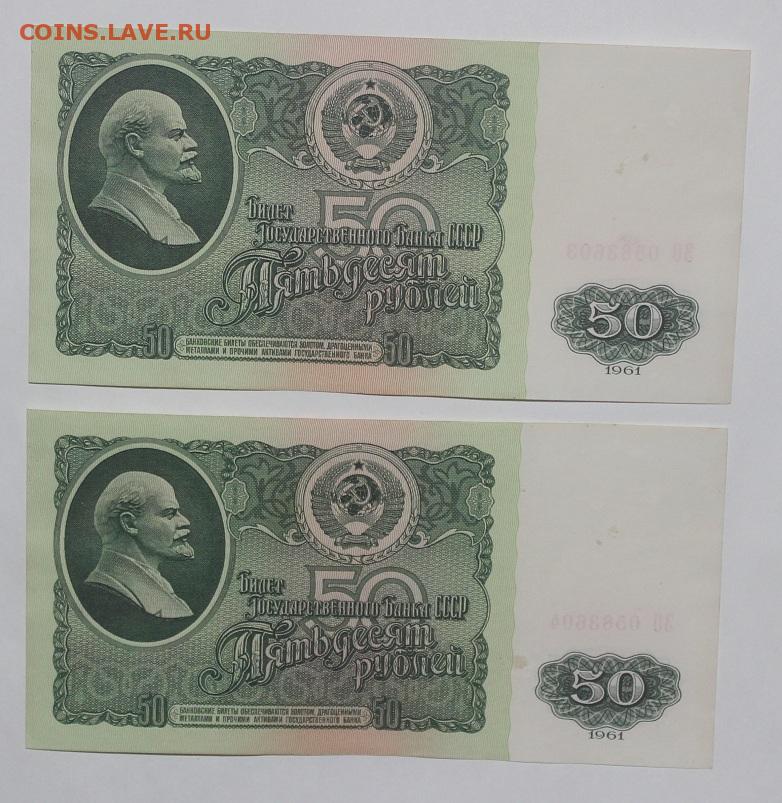 COINS.LAVE.RU
50
Билет
Государственного Банка СССР
Пятьдесят
рублей
50
БАНКОВСКИЕ БИЛЕТЫ ОБЕСПЕЧИВАЮТСЯ ЗОЛОТОМ, ДРАГОЦЕННЫМИ
МЕТАЛЛАМИ И ПРОЧИМИ АКТИВАМИ ГОСУДАРСТВЕННОГО БАНКА
50
0583603
50
1961
50
Билет
Государственного Банка СССР
Пятьдесят
рублей
50
БАНКОВСКИЕ БИЛЕТЫ ОБЕСПЕЧИВАЮТСЯ ЗОЛОТОМ, ДРАГОЦЕННЫМИ
МЕТАЛЛАМИ И ПРОЧИМИ АКТИВАМИ ГОСУДАРСТВЕННОГО БАНКА
50
0583604
50
1961